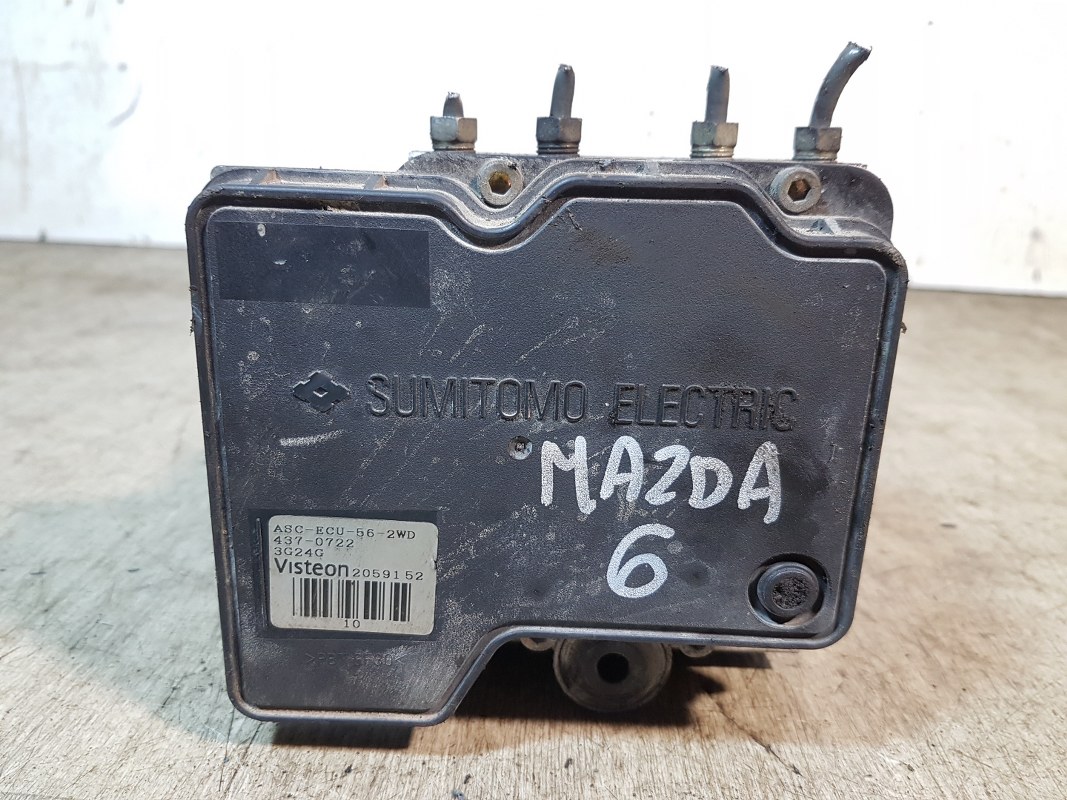 SUMITOMO ELECTRIC
MAZDA
6
ASC-ECU-56-2WD
437-0722
3G24G
Visteon 2059152
10